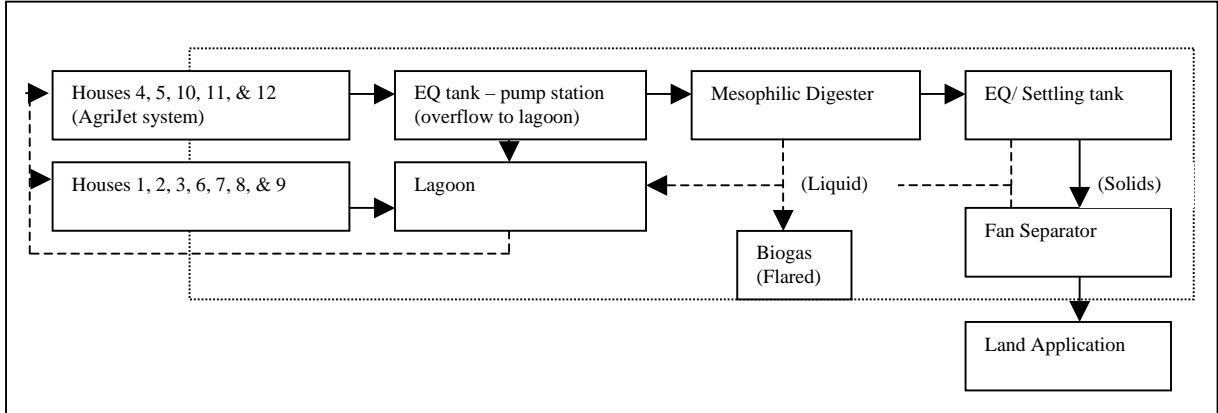 Houses 4, 5, 10, 11, & 12
(AgriJet system)
EQ tank – pump station
(overflow to lagoon)
Mesophilic Digester
EQ/ Settling tank
Houses 1, 2, 3, 6, 7, 8, & 9
Lagoon
(Liquid)
(Solids)
Fan Separator
Biogas
(Flared)
Land Application